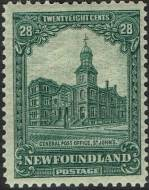 TWENTY EIGHT CENTS
28 28
GENERAL POST OFFICE, ST. JOHN'S.
NEWFOUNDLAND
POSTAGE